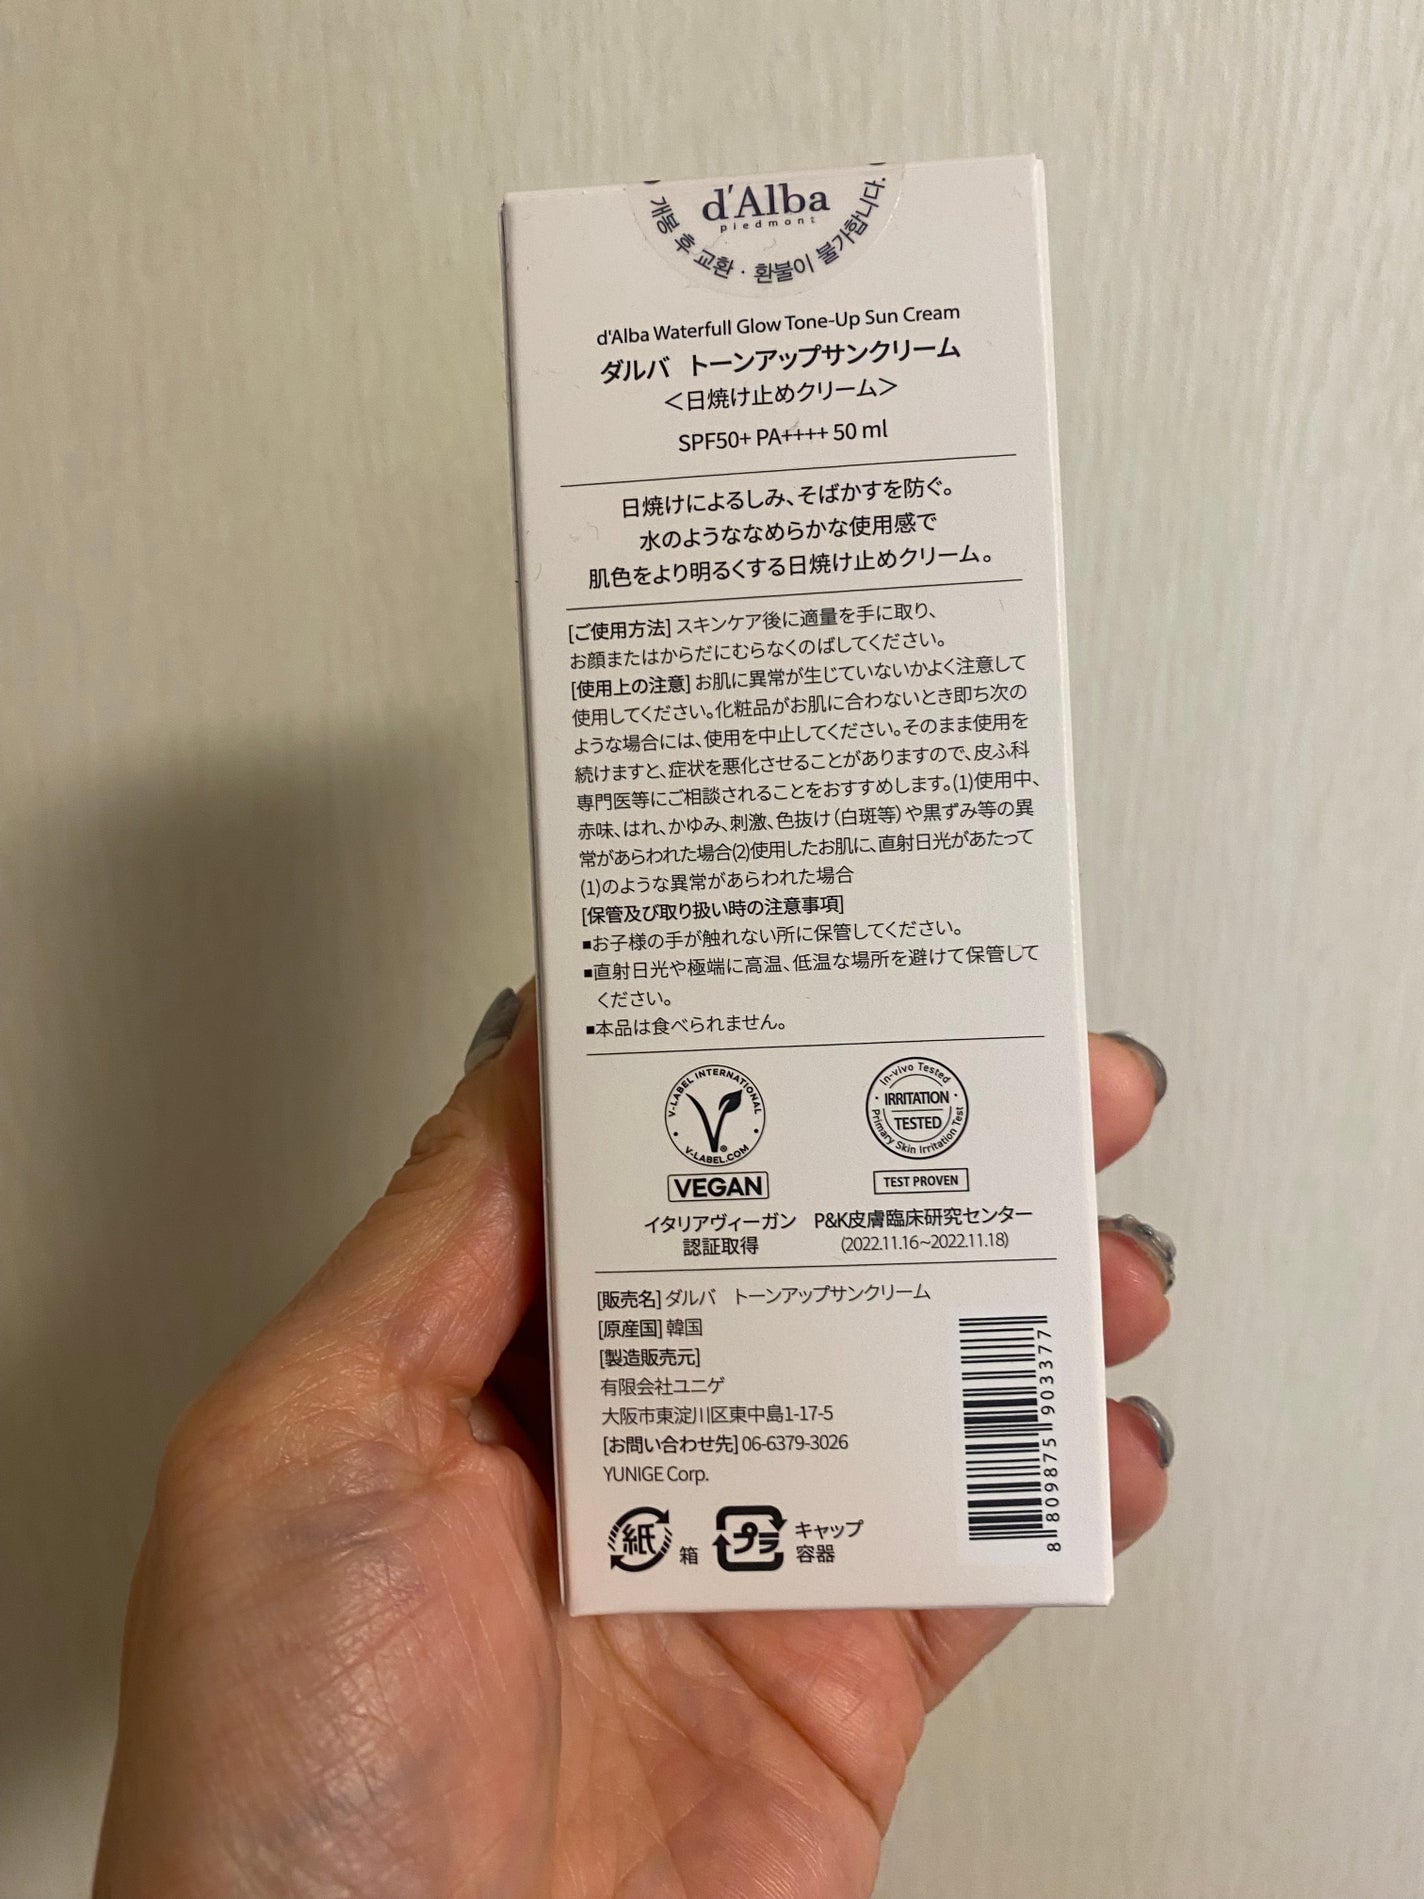 d'Alba
piedmont
개봉 후 교환·환불이 불가합니다.
d'Alba Waterfull Glow Tone-Up Sun Cream
ダルバ　トーンアップサンクリーム
＜日焼け止めクリーム＞
SPF50+ PA++++ 50 ml
日焼けによるしみ、そばかすを防ぐ。
水のようななめらかな使用感で
肌色をより明るくする日焼け止めクリーム。
[ご使用方法] スキンケア後に適量を手に取り、
お顔またはからだにむらなくのばしてください。
[使用上の注意] お肌に異常が生じていないかよく注意して
使用してください。化粧品がお肌に合わないとき即ち次の
ような場合には、使用を中止してください。そのまま使用を
続けますと、症状を悪化させることがありますので、皮ふ科
専門医等にご相談されることをおすすめします。(1)使用中、
赤味、はれ、かゆみ、刺激、色抜け（白斑等）や黒ずみ等の異
常があらわれた場合(2)使用したお肌に、直射日光があたって
(1)のような異常があらわれた場合
[保管及び取り扱い時の注意事項]
■お子様の手が触れない所に保管してください。
■直射日光や極端に高温、低温な場所を避けて保管して
ください。
■本品は食べられません。
V-LABEL INTERNATIONAL
V-LABEL.COM
VEGAN
イタリアヴィーガン
認証取得
In-vivo Tested
IRRITATION
TESTED
Primary Skin Irritation Test
TEST PROVEN
P&K皮膚臨床研究センター
(2022.11.16~2022.11.18)
[販売名] ダルバ　トーンアップサンクリーム
[原産国] 韓国
[製造販売元]
有限会社ユニゲ
大阪市東淀川区東中島1-17-5
[お問い合わせ先] 06-6379-3026
YUNIGE Corp.
紙 箱
プラ キャップ
容器
8 809875 903377